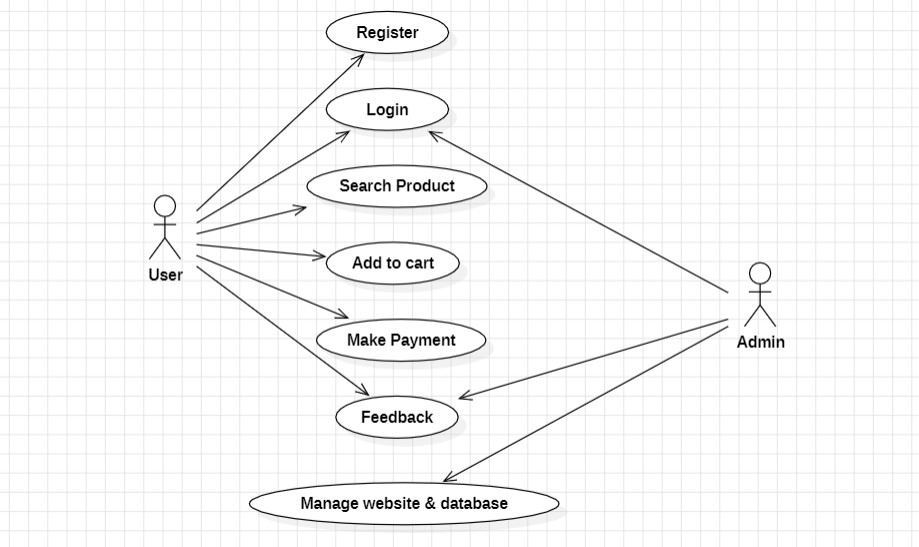 Register
Login
Search Product
Add to cart
User
Make Payment
Admin
Feedback
Manage website & database